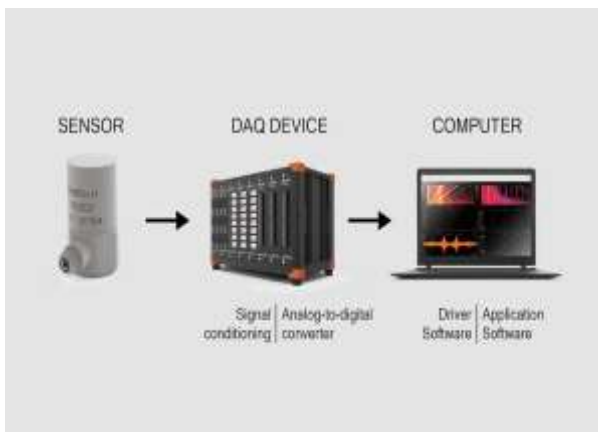 SENSOR
DAQ DEVICE
COMPUTER
Signal conditioning
Analog-to-digital converter
Driver Software
Application Software